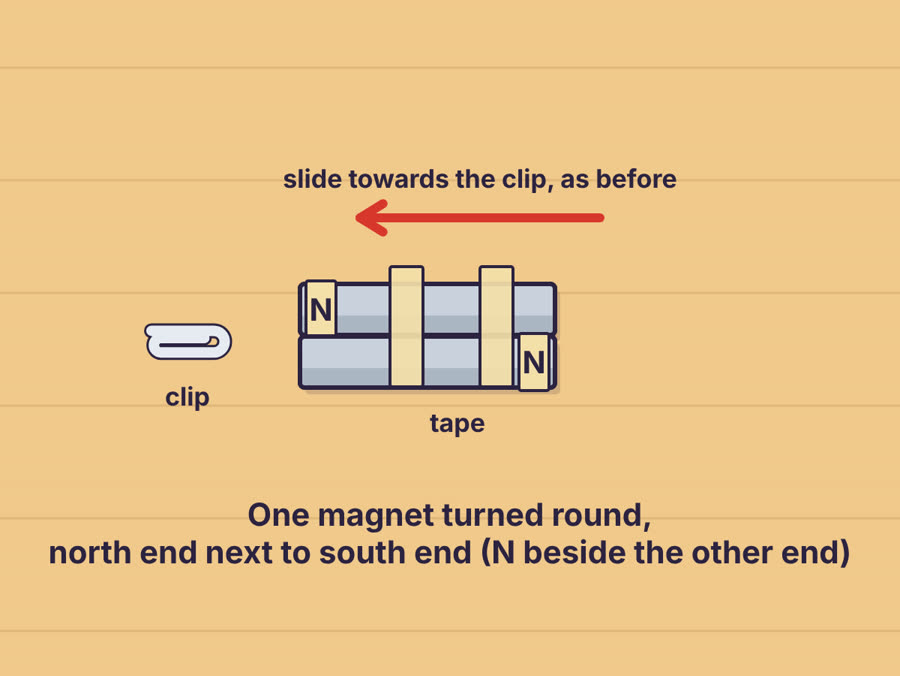 slide towards the clip, as before
N
N
clip
tape
One magnet turned round,
north end next to south end (N beside the other end)